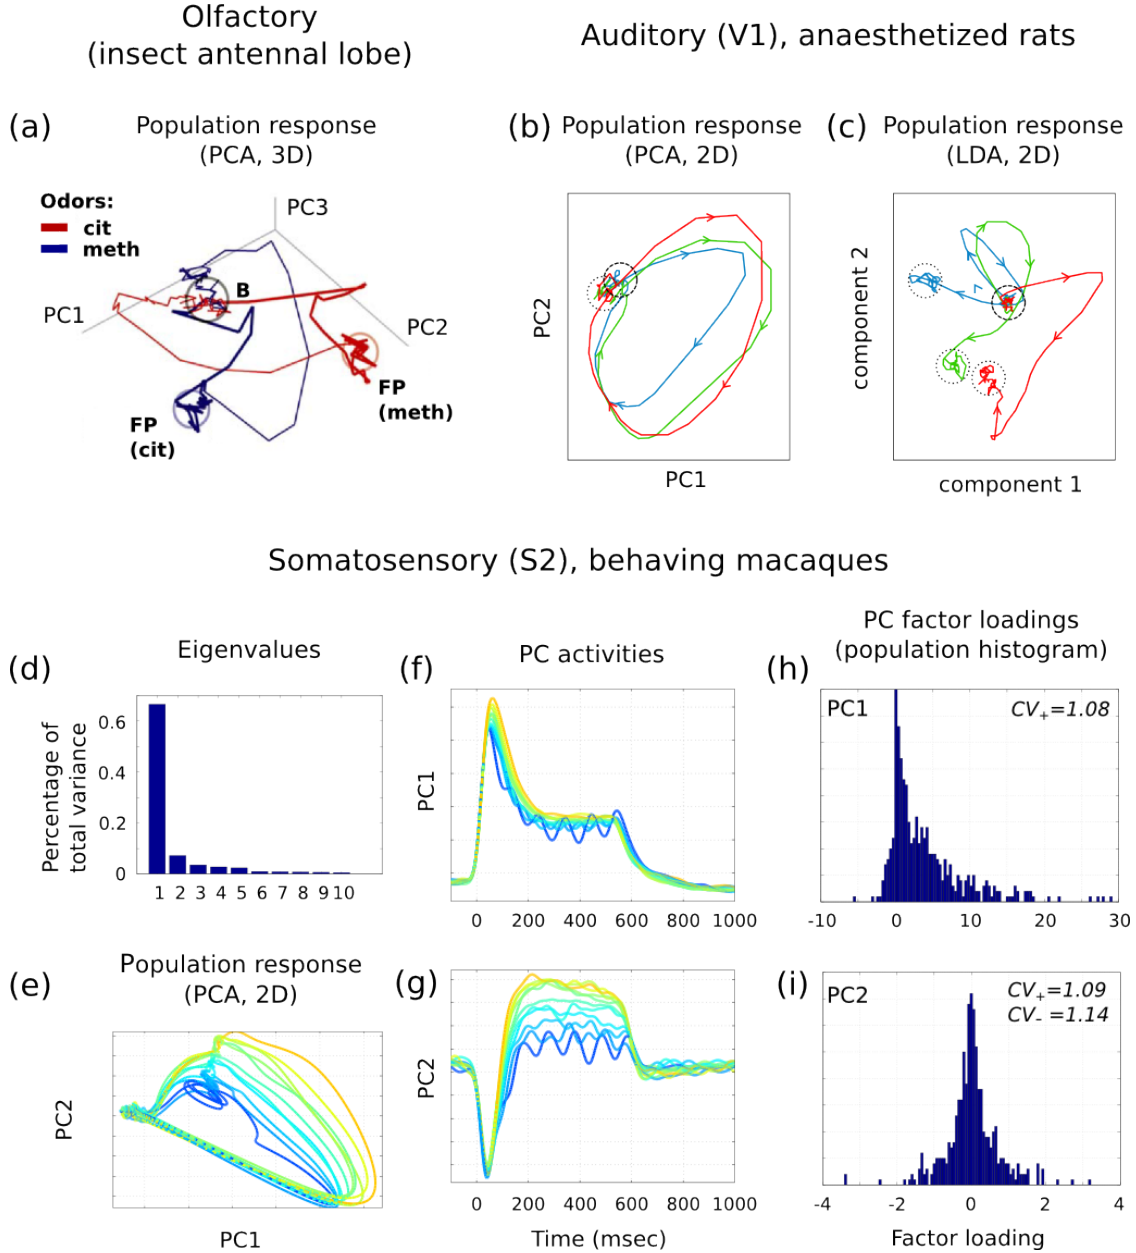 Olfactory
(insect antennal lobe)
Auditory (V1), anaesthetized rats
(a)
Population response
(PCA, 3D)
Odors:
cit
meth
PC3
B
PC1
PC2
FP
(meth)
FP
(cit)
(b)
Population response
(PCA, 2D)
PC2
PC1
(c)
Population response
(LDA, 2D)
component 2
component 1
Somatosensory (S2), behaving macaques
(d)
Eigenvalues
Percentage of
total variance
0.6
0.4
0.2
0
1 2 3 4 5 6 7 8 9 10
(f)
PC activities
PC1
0 200 400 600 800 1000
PC factor loadings
(population histogram)
(h)
PC1
CV+=1.08
-10 0 10 20 30
(e)
Population response
(PCA, 2D)
PC2
PC1
(g)
PC2
0 200 400 600 800 1000
Time (msec)
(i)
PC2
CV+=1.09
CV- =1.14
-4 -2 0 2 4
Factor loading